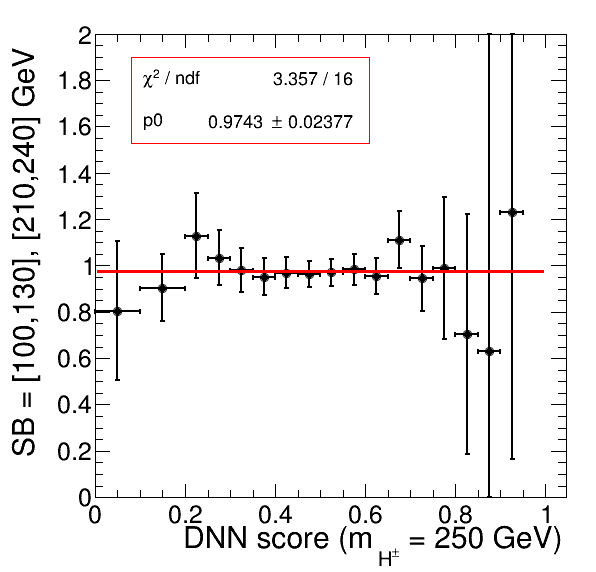 SB = [100,130], [210,240] GeV
2
1.8
1.6
1.4
1.2
1
0.8
0.6
0.4
0.2
0
χ² / ndf 3.357 / 16
p0 0.9743 ± 0.02377
0 0.2 0.4 0.6 0.8 1
DNN score (m_H± = 250 GeV)